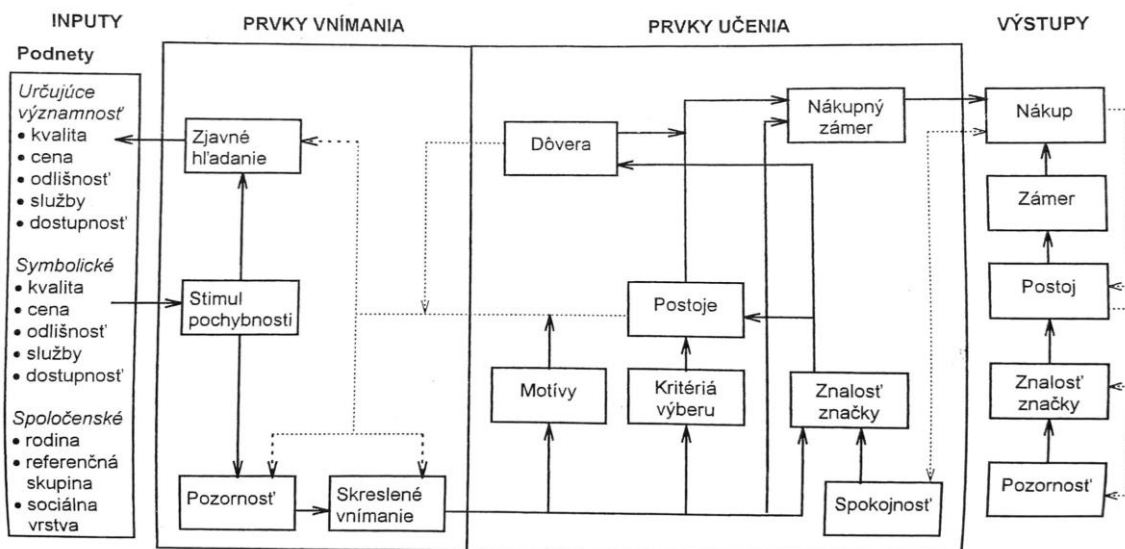 INPUTY
PRVKY VNÍMANIA
PRVKY UČENIA
VÝSTUPY
Podnety
Určujúce
významnosť
• kvalita
• cena
• odlišnosť
• služby
• dostupnosť
Symbolické
• kvalita
• cena
• odlišnosť
• služby
• dostupnosť
Spoločenské
• rodina
• referenčná
skupina
• sociálna
vrstva
Zjavné
hľadanie
Stimul
pochybnosti
Pozornosť
Skreslené
vnímanie
Dôvera
Nákupný
zámer
Postoje
Motívy
Kritériá
výberu
Znalosť
značky
Spokojnosť
Nákup
Zámer
Postoj
Znalosť
značky
Pozornosť